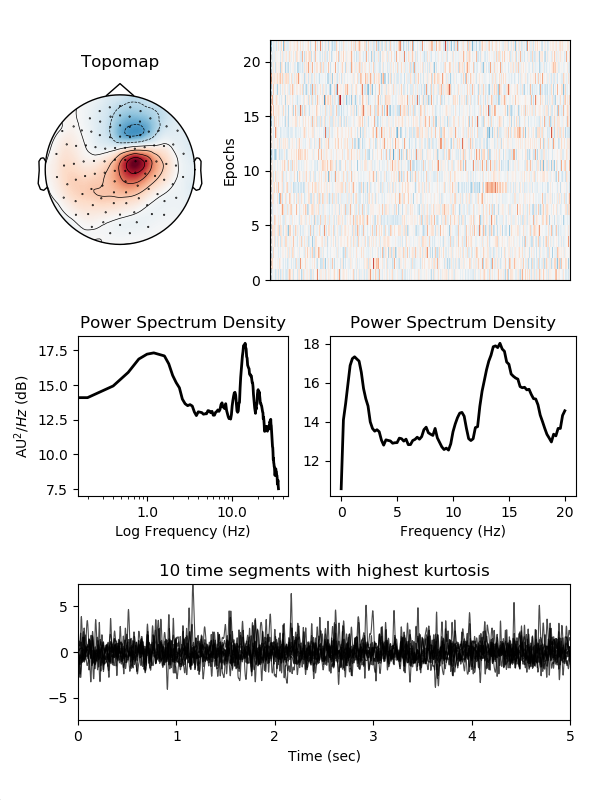 Topomap
Epochs
20
15
10
5
0
Power Spectrum Density
AU²/Hz (dB)
17.5
15.0
12.5
10.0
7.5
1.0 10.0
Log Frequency (Hz)
Power Spectrum Density
18
16
14
12
0 5 10 15 20
Frequency (Hz)
10 time segments with highest kurtosis
5
0
−5
0 1 2 3 4 5
Time (sec)